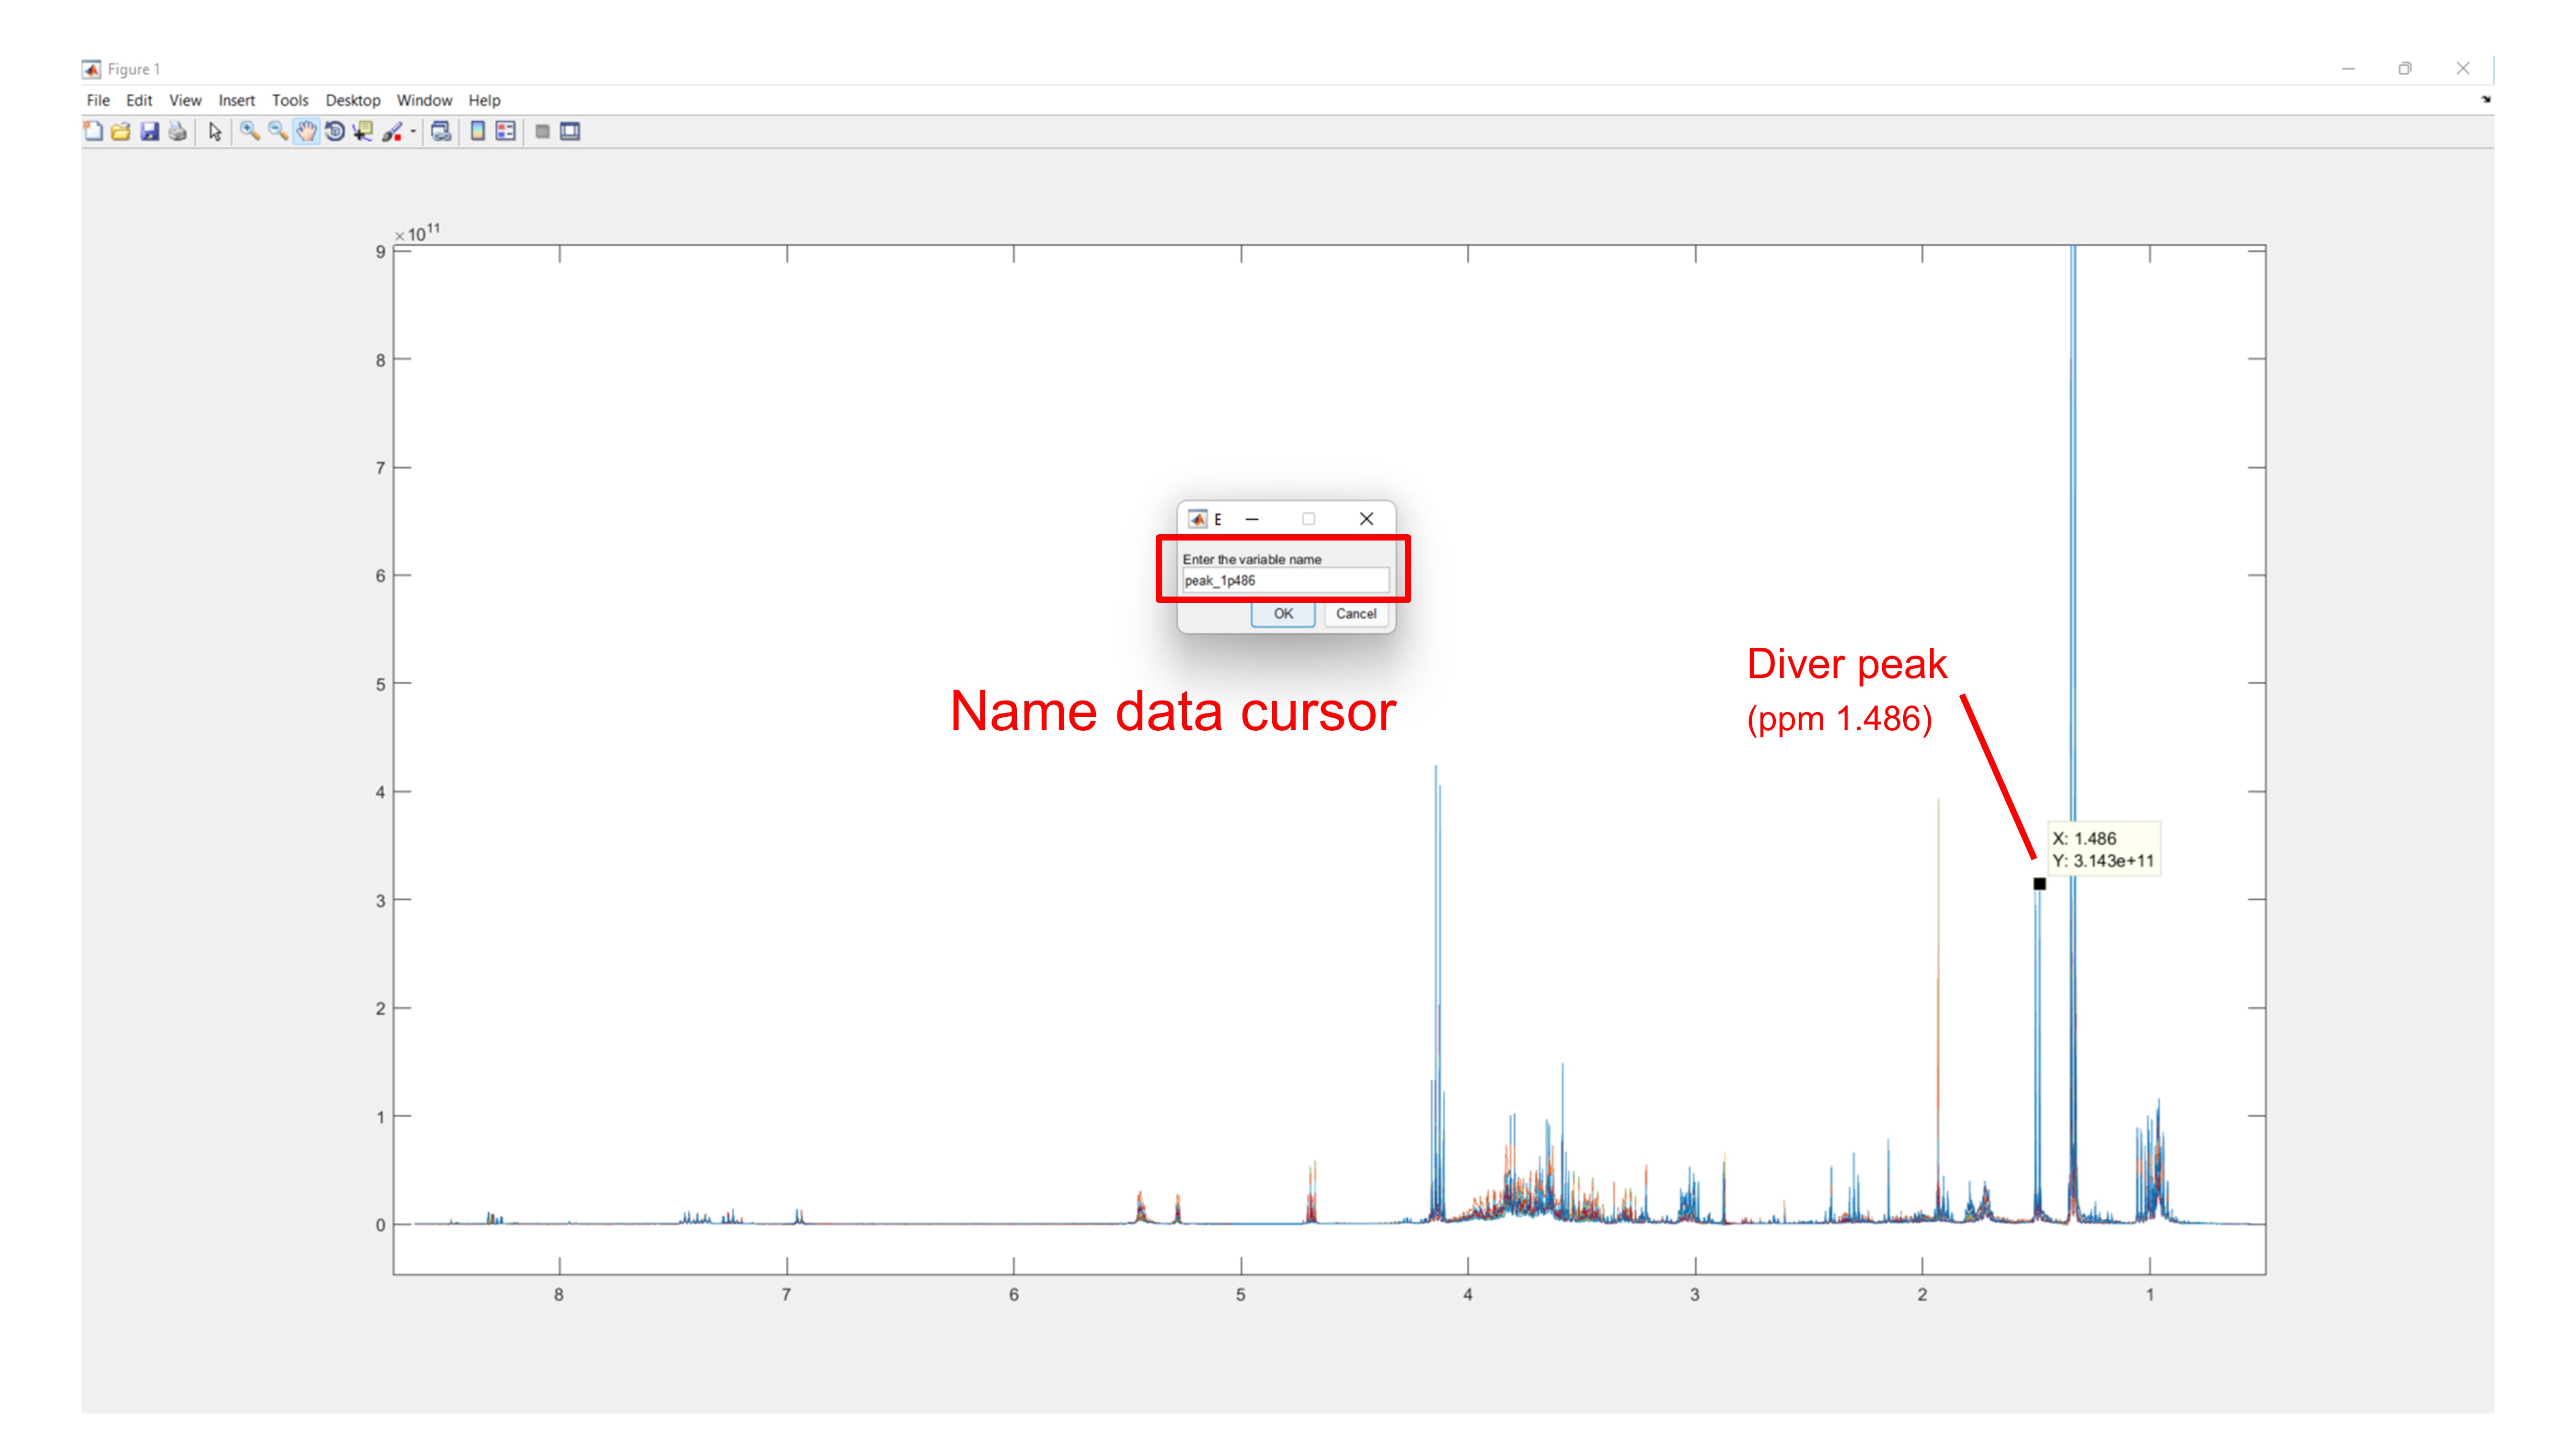 Figure 1
File Edit View Insert Tools Desktop Window Help
×10^11
9
8
7
6
5
4
3
2
1
0
E
Enter the variable name
peak_1p486
OK Cancel
Name data cursor
Diver peak
(ppm 1.486)
X: 1.486
Y: 3.143e+11
8 7 6 5 4 3 2 1